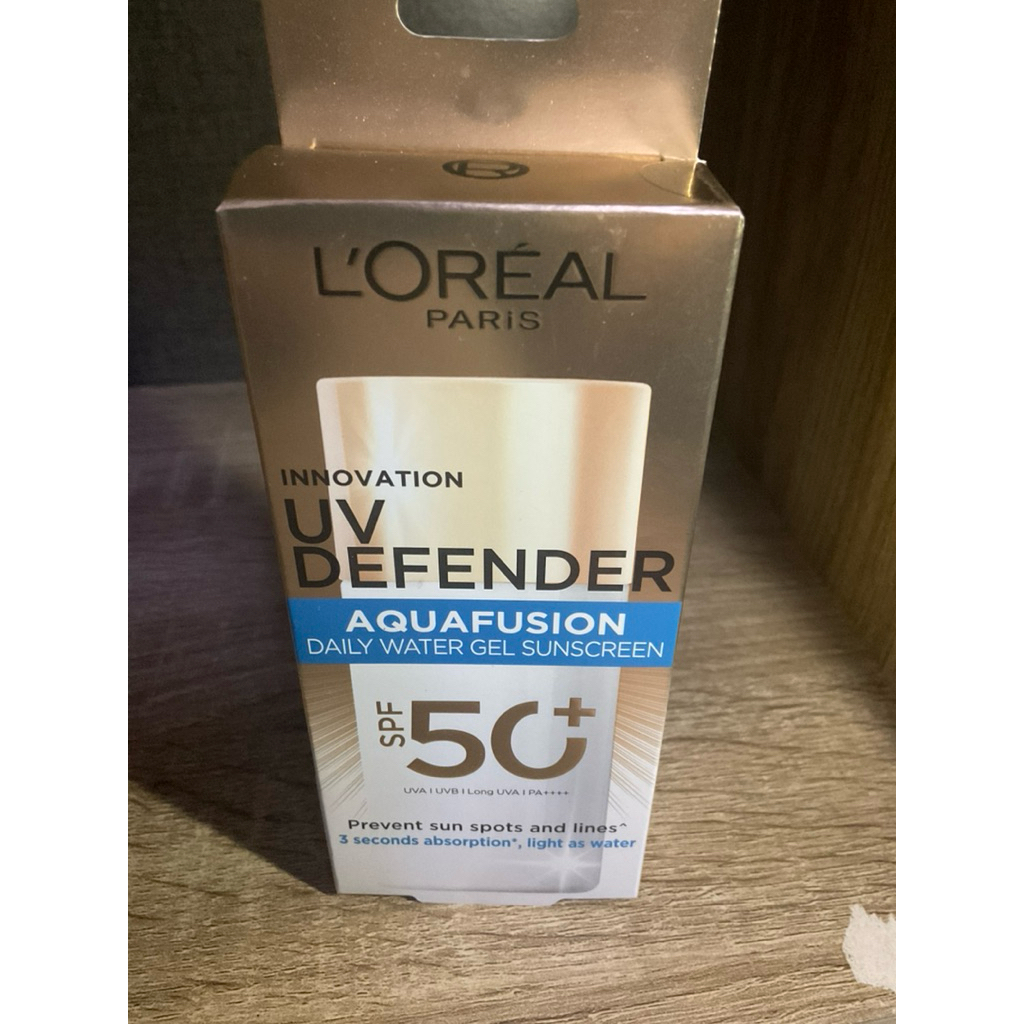 L'ORÉAL
PARiS
INNOVATION
UV
DEFENDER
AQUAFUSION
DAILY WATER GEL SUNSCREEN
SPF 50+
UVA I UVB I Long UVA I PA++++
Prevent sun spots and lines^
3 seconds absorption*, light as water